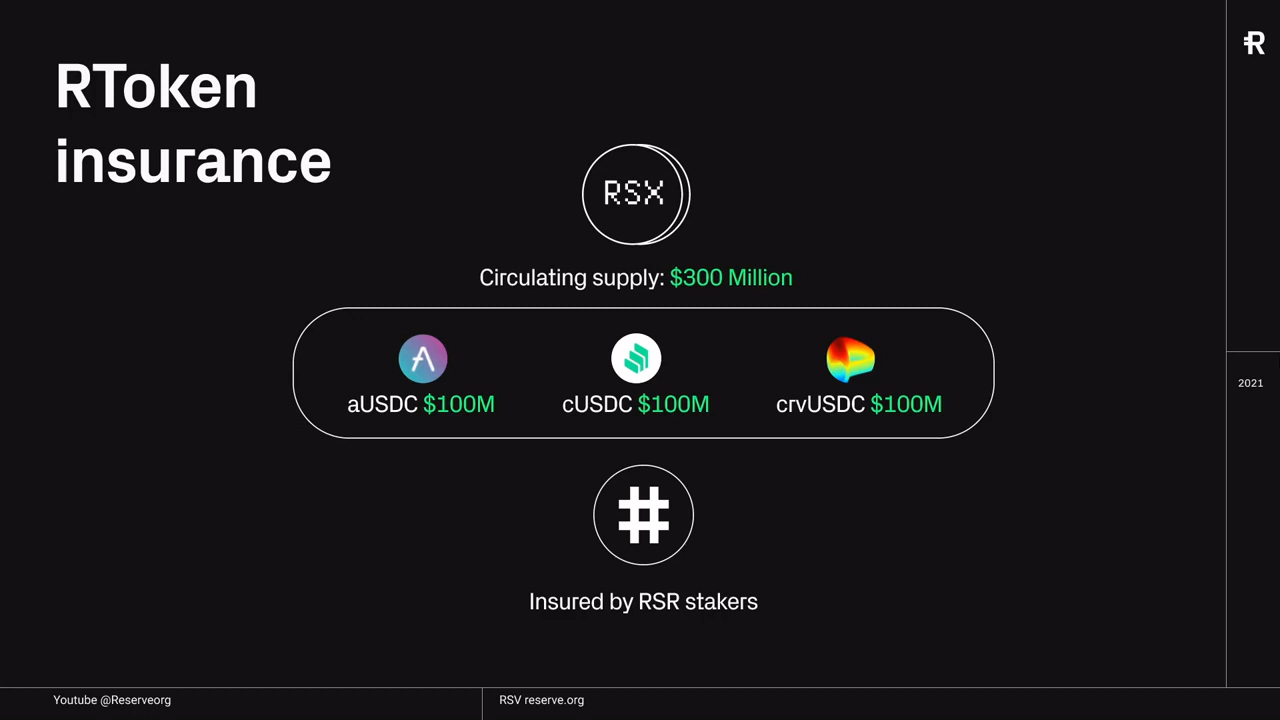 RToken
insurance
RSX
Circulating supply: $300 Million
aUSDC $100M
cUSDC $100M
crvUSDC $100M
#
Insured by RSR stakers
R
2021
Youtube @Reserveorg
RSV reserve.org